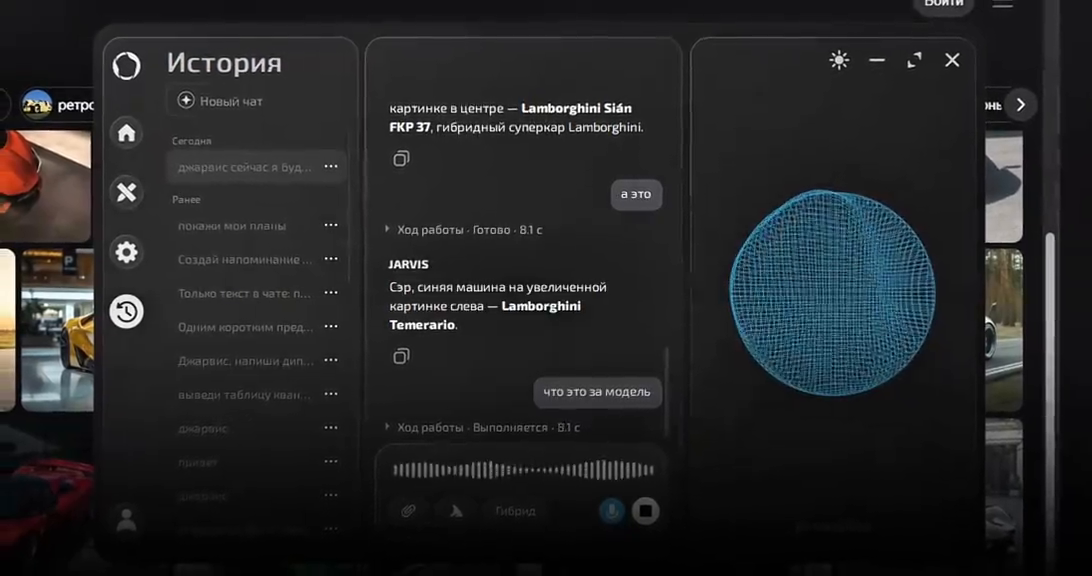 Войти
История
Новый чат
Сегодня
джарвис сейчас я буд...
Ранее
покажи мои планы
Создай напоминание ...
Только текст в чате: п...
Одним коротким пред...
Джарвис, напиши дип...
выведи таблицу кван...
джарвис
привет
джарвис
ретро
картинке в центре — Lamborghini Sián
FKP 37, гибридный суперкар Lamborghini.
а это
Ход работы · Готово · 8.1 с
JARVIS
Сэр, синяя машина на увеличенной
картинке слева — Lamborghini
Temerario.
что это за модель
Ход работы · Выполняется · 8.1 с
Гибрид
P